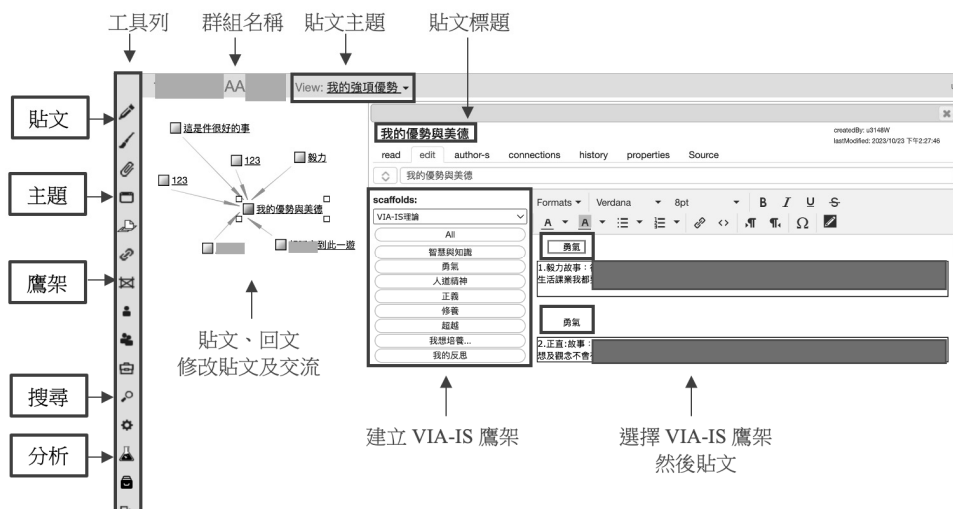 工具列
群組名稱
貼文主題
貼文標題
AA
View: 我的強項優勢
貼文
主題
鷹架
搜尋
分析
這是件很好的事
123
毅力
123
我的優勢與美德
到此一遊
貼文、回文
修改貼文及交流
我的優勢與美德
createdBy: u3148W
lastModified: 2023/10/23 下午2:27:46
read edit author-s connections history properties Source
我的優勢與美德
scaffolds:
VIA-IS理論
All
智慧與知識
勇氣
人道精神
正義
修養
超越
我想培養...
我的反思
Formats Verdana 8pt B I U S
A A
勇氣
1.毅力故事：
生活課業我都
勇氣
2.正直:故事：
想及觀念不會
建立 VIA-IS 鷹架
選擇 VIA-IS 鷹架
然後貼文